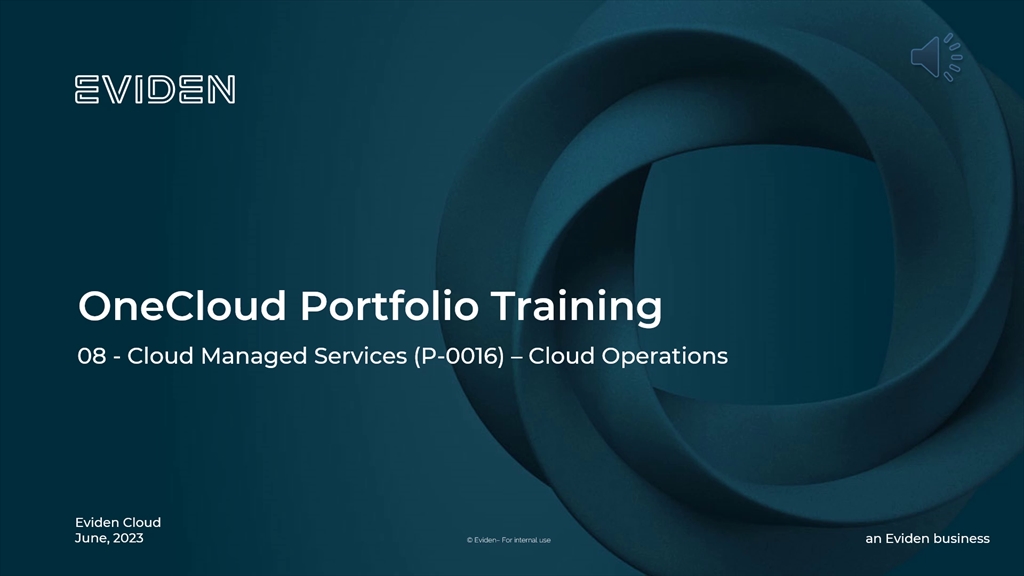 EVIDEN
OneCloud Portfolio Training
08 - Cloud Managed Services (P-0016) – Cloud Operations
Eviden Cloud
June, 2023
© Eviden– For internal use
an Eviden business